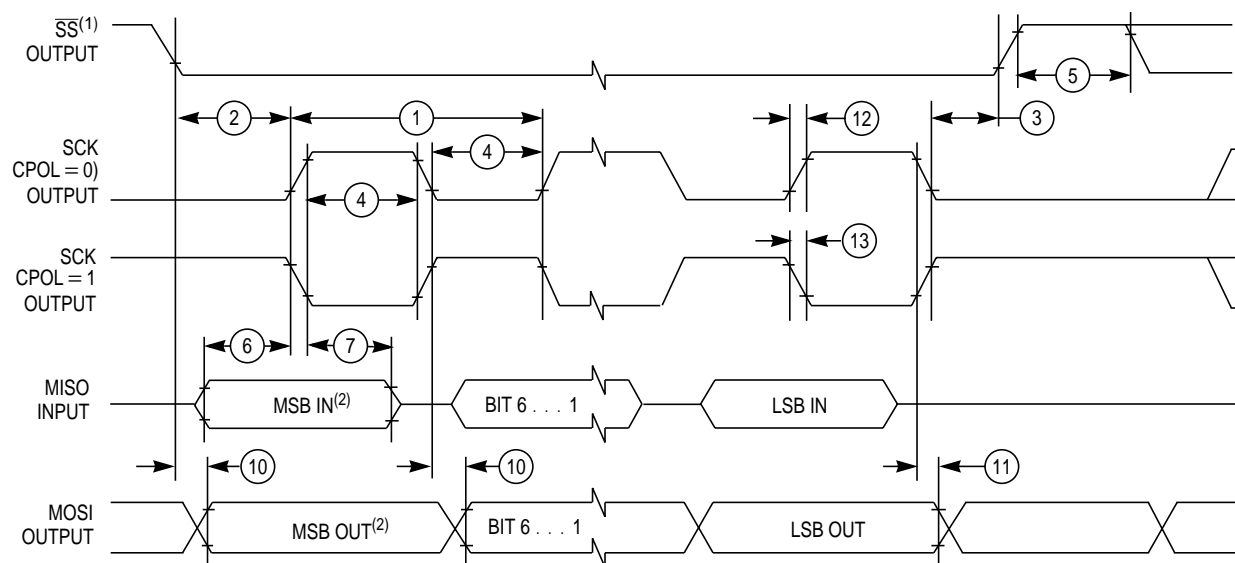 SS(1)
OUTPUT
5
2
1
12
3
SCK
CPOL = 0)
OUTPUT
4
4
13
SCK
CPOL = 1
OUTPUT
6
7
MISO
INPUT
MSB IN(2)
BIT 6 . . . 1
LSB IN
10
10
11
MOSI
OUTPUT
MSB OUT(2)
BIT 6 . . . 1
LSB OUT